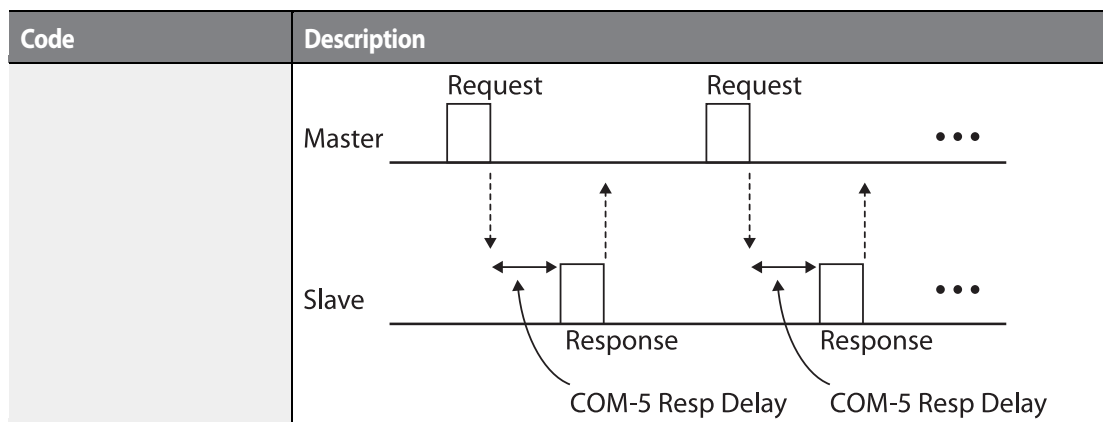 Code Description
Request Request
Master •••
Slave •••
Response Response
COM-5 Resp Delay COM-5 Resp Delay